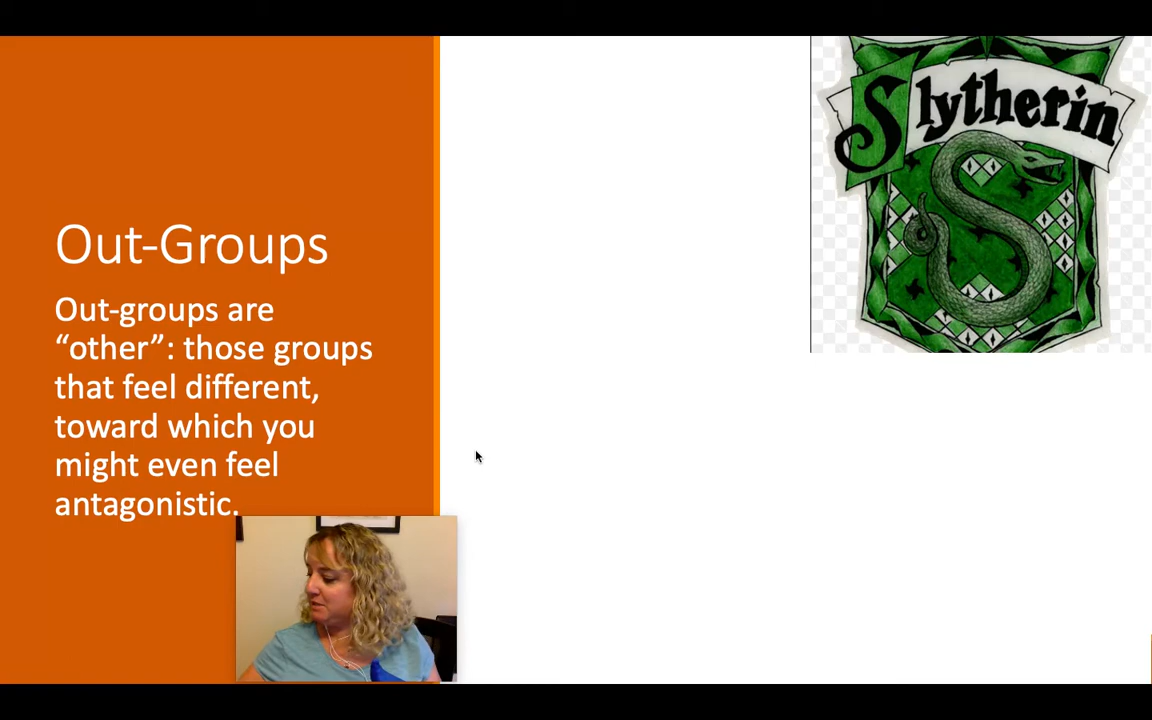 Slytherin
Out-Groups
Out-groups are
“other”: those groups
that feel different,
toward which you
might even feel
antagonistic.